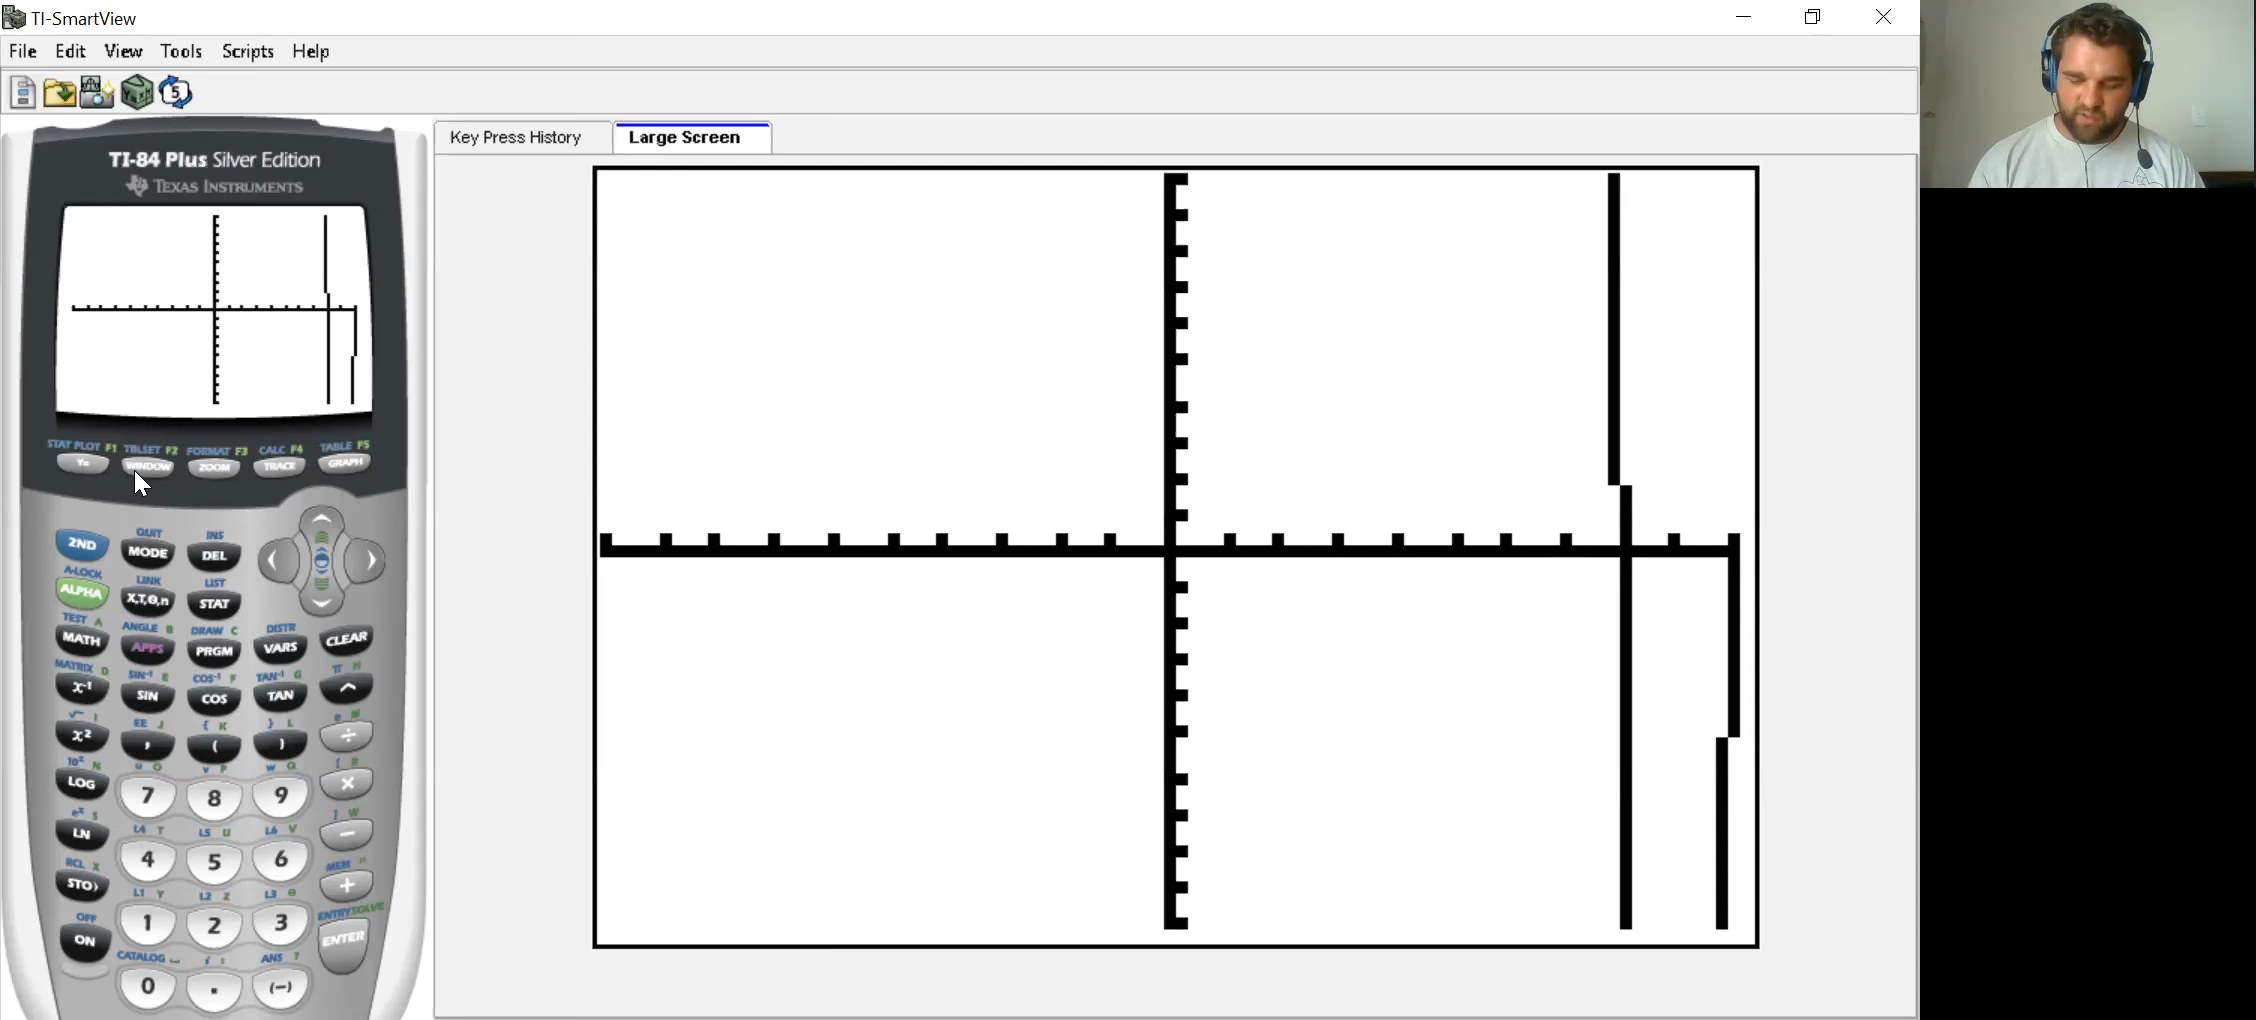 TI-SmartView
File Edit View Tools Scripts Help
5
Key Press History Large Screen
TI-84 Plus Silver Edition
TEXAS INSTRUMENTS
STAT PLOT F1 TBLSET F2 FORMAT F3 CALC F4 TABLE F5
Y= WINDOW ZOOM TRACE GRAPH
QUIT INS
2ND MODE DEL
A-LOCK LINK LIST
ALPHA X,T,Θ,n STAT
TEST A ANGLE B DRAW C DISTR
MATH APPS PRGM VARS CLEAR
MATRIX D SIN-1 E COS-1 F TAN-1 G π H
x-1 SIN COS TAN ^
√ I EE J { K } L e M
x2 , ( ) ÷
10x N u O v P w Q [ R
LOG 7 8 9 ×
ex S L4 T L5 U L6 V ] W
LN 4 5 6 −
RCL X L1 Y L2 Z L3 Θ MEM "
STO› 1 2 3 +
OFF CATALOG i : ANS ? ENTRY SOLVE
ON 0 . (−) ENTER